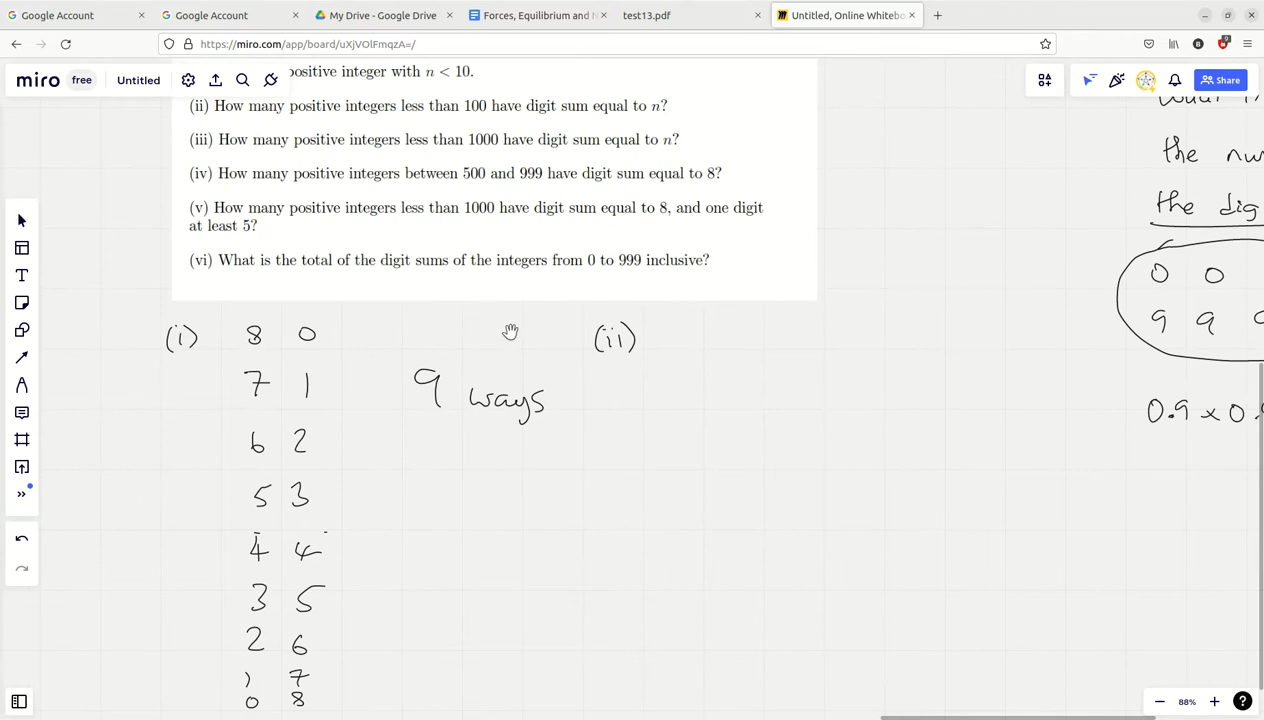 Google Account
Google Account
My Drive - Google Drive
Forces, Equilibrium and N
test13.pdf
Untitled, Online Whitebo
https://miro.com/app/board/uXjVOlFmqzA=/
miro free Untitled
Share
positive integer with n < 10.
(ii) How many positive integers less than 100 have digit sum equal to n?
(iii) How many positive integers less than 1000 have digit sum equal to n?
(iv) How many positive integers between 500 and 999 have digit sum equal to 8?
(v) How many positive integers less than 1000 have digit sum equal to 8, and one digit
at least 5?
(vi) What is the total of the digit sums of the integers from 0 to 999 inclusive?
(i) 8 0
7 1
6 2
5 3
4 4
3 5
2 6
1 7
0 8
9 ways
(ii)
the
the dig
0 0
9 9
0.9 x 0.
88%